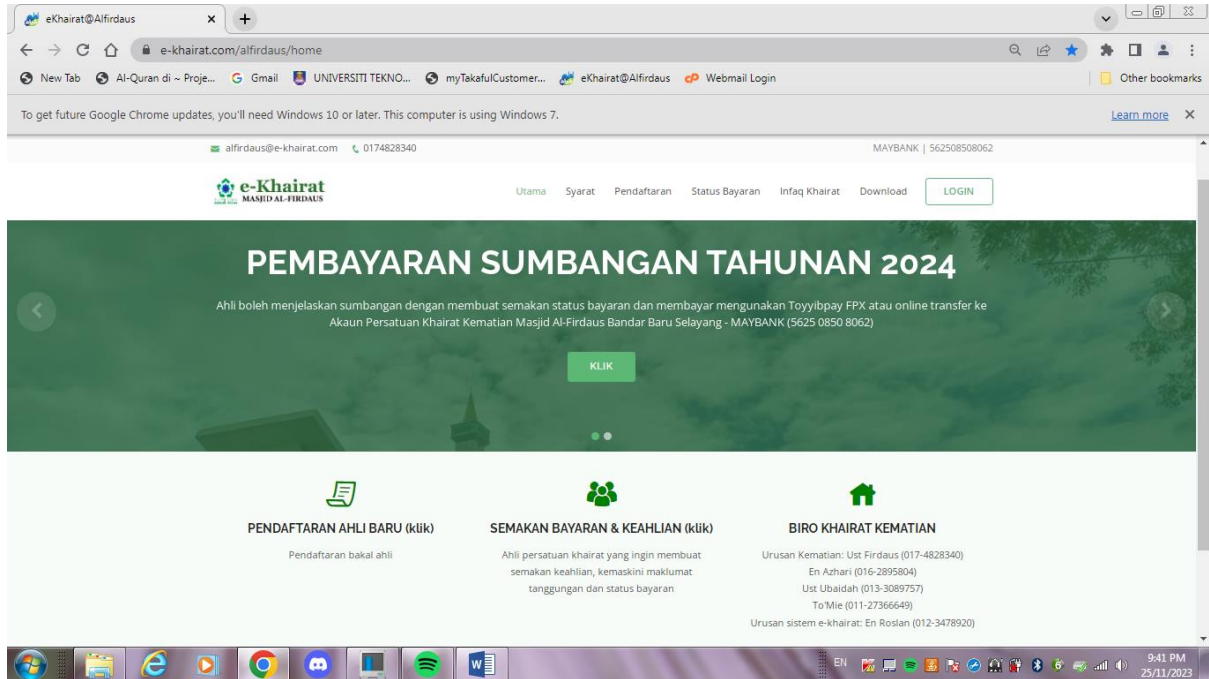 eKhairat@Alfirdaus
e-khairat.com/alfirdaus/home
New Tab Al-Quran di ~ Proje... Gmail UNIVERSITI TEKNO... myTakafulCustomer... eKhairat@Alfirdaus Webmail Login Other bookmarks
To get future Google Chrome updates, you'll need Windows 10 or later. This computer is using Windows 7. Learn more
alfirdaus@e-khairat.com 0174828340 MAYBANK | 562508508062
e-Khairat
MASJID AL-FIRDAUS
Utama Syarat Pendaftaran Status Bayaran Infaq Khairat Download LOGIN
PEMBAYARAN SUMBANGAN TAHUNAN 2024
Ahli boleh menjelaskan sumbangan dengan membuat semakan status bayaran dan membayar mengunakan Toyyibpay FPX atau online transfer ke
Akaun Persatuan Khairat Kematian Masjid Al-Firdaus Bandar Baru Selayang - MAYBANK (5625 0850 8062)
KLIK
PENDAFTARAN AHLI BARU (klik)
Pendaftaran bakal ahli
SEMAKAN BAYARAN & KEAHLIAN (klik)
Ahli persatuan khairat yang ingin membuat
semakan keahlian, kemaskini maklumat
tanggungan dan status bayaran
BIRO KHAIRAT KEMATIAN
Urusan Kematian: Ust Firdaus (017-4828340)
En Azhari (016-2895804)
Ust Ubaidah (013-3089757)
To'Mie (011-27366649)
Urusan sistem e-khairat: En Roslan (012-3478920)
EN
9:41 PM
25/11/2023